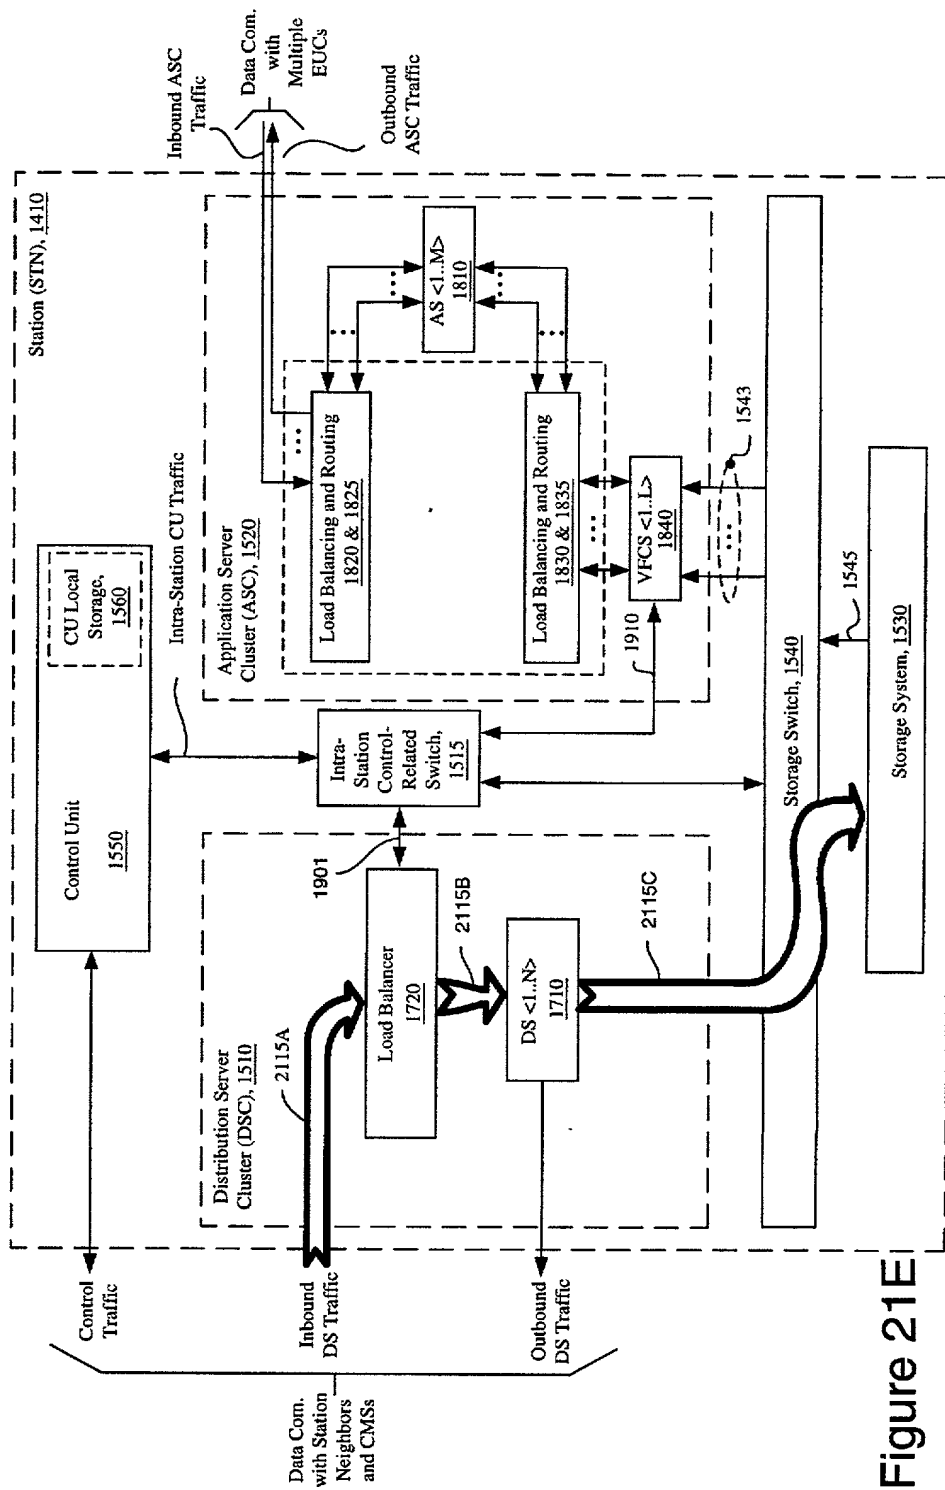 Station (STN), 1410
Control Unit
1550
CU Local
Storage,
1560
Control
Traffic
Intra-Station CU Traffic
Inbound ASC
Traffic
Data Com.
with
Multiple
EUCs
Outbound
ASC Traffic
Distribution Server
Cluster (DSC), 1510
Application Server
Cluster (ASC), 1520
Inbound
DS Traffic
2115A
Load Balancer
1720
1901
Intra-
Station
Control-
Related
Switch,
1515
Load Balancing and Routing
1820 & 1825
...
...
...
AS <1..M>
1810
...
...
Load Balancing and Routing
1830 & 1835
...
2115B
DS <1..N>
1710
1910
VFCS <1..L>
1840
Outbound
DS Traffic
Data Com.
with Station
Neighbors
and CMSs
2115C
...
1543
Storage Switch, 1540
1545
Storage System, 1530
Figure 21E